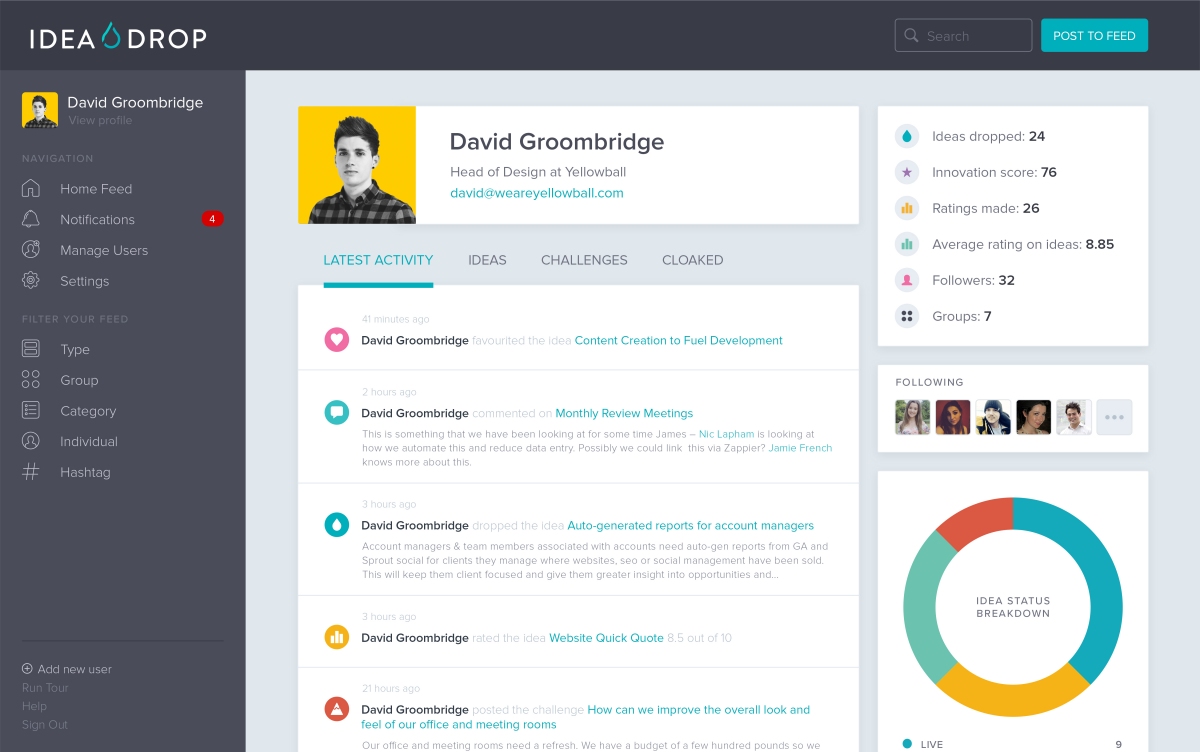 IDEA DROP
Search
POST TO FEED
David Groombridge
View profile
NAVIGATION
Home Feed
Notifications
4
Manage Users
Settings
FILTER YOUR FEED
Type
Group
Category
Individual
Hashtag
Add new user
Run Tour
Help
Sign Out
David Groombridge
Head of Design at Yellowball
david@weareyellowball.com
LATEST ACTIVITY IDEAS CHALLENGES CLOAKED
41 minutes ago
David Groombridge favourited the idea Content Creation to Fuel Development
2 hours ago
David Groombridge commented on Monthly Review Meetings
This is something that we have been looking at for some time James – Nic Lapham is looking at
how we automate this and reduce data entry. Possibly we could link this via Zappier? Jamie French
knows more about this.
3 hours ago
David Groombridge dropped the idea Auto-generated reports for account managers
Account managers & team members associated with accounts need auto-gen reports from GA and
Sprout social for clients they manage where websites, seo or social management have been sold.
This will keep them client focused and give them greater insight into opportunities and...
3 hours ago
David Groombridge rated the idea Website Quick Quote 8.5 out of 10
21 hours ago
David Groombridge posted the challenge How can we improve the overall look and
feel of our office and meeting rooms
Our office and meeting rooms need a refresh. We have a budget of a few hundred pounds so we
Ideas dropped: 24
Innovation score: 76
Ratings made: 26
Average rating on ideas: 8.85
Followers: 32
Groups: 7
FOLLOWING
IDEA STATUS
BREAKDOWN
LIVE 9